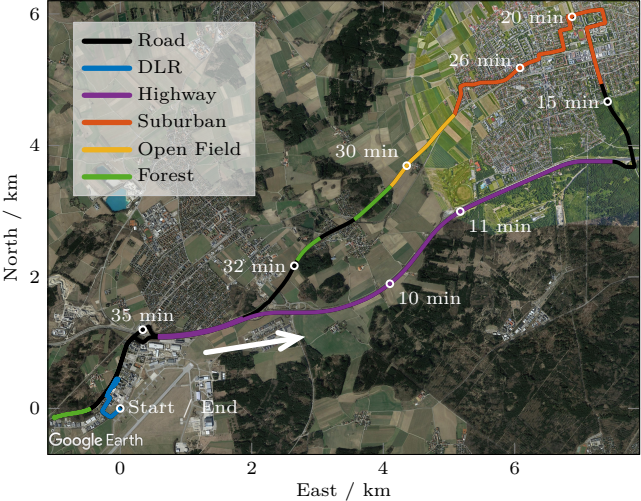 6
4
2
0
North / km
Road
DLR
Highway
Suburban
Open Field
Forest
20 min
26 min
15 min
30 min
11 min
32 min
10 min
35 min
Start / End
Google Earth
0
2
4
6
East / km